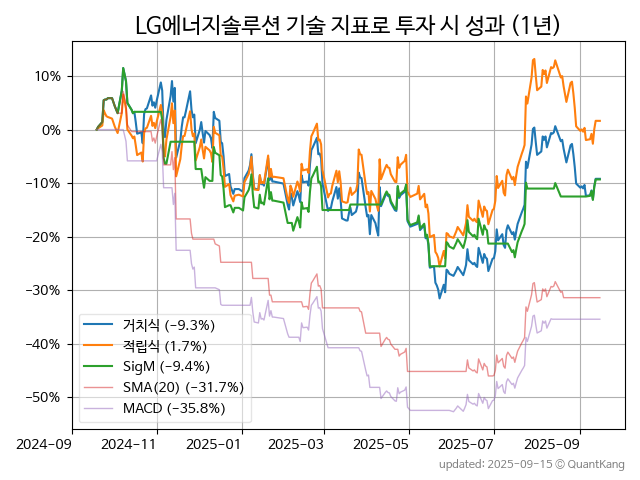 LG에너지솔루션 기술 지표로 투자 시 성과 (1년)
10%
0%
−10%
−20%
−30%
−40%
−50%
거치식 (−9.3%)
적립식 (1.7%)
SigM (−9.4%)
SMA(20) (−31.7%)
MACD (−35.8%)
2024-09 2024-11 2025-01 2025-03 2025-05 2025-07 2025-09
updated: 2025-09-15 © QuantKang